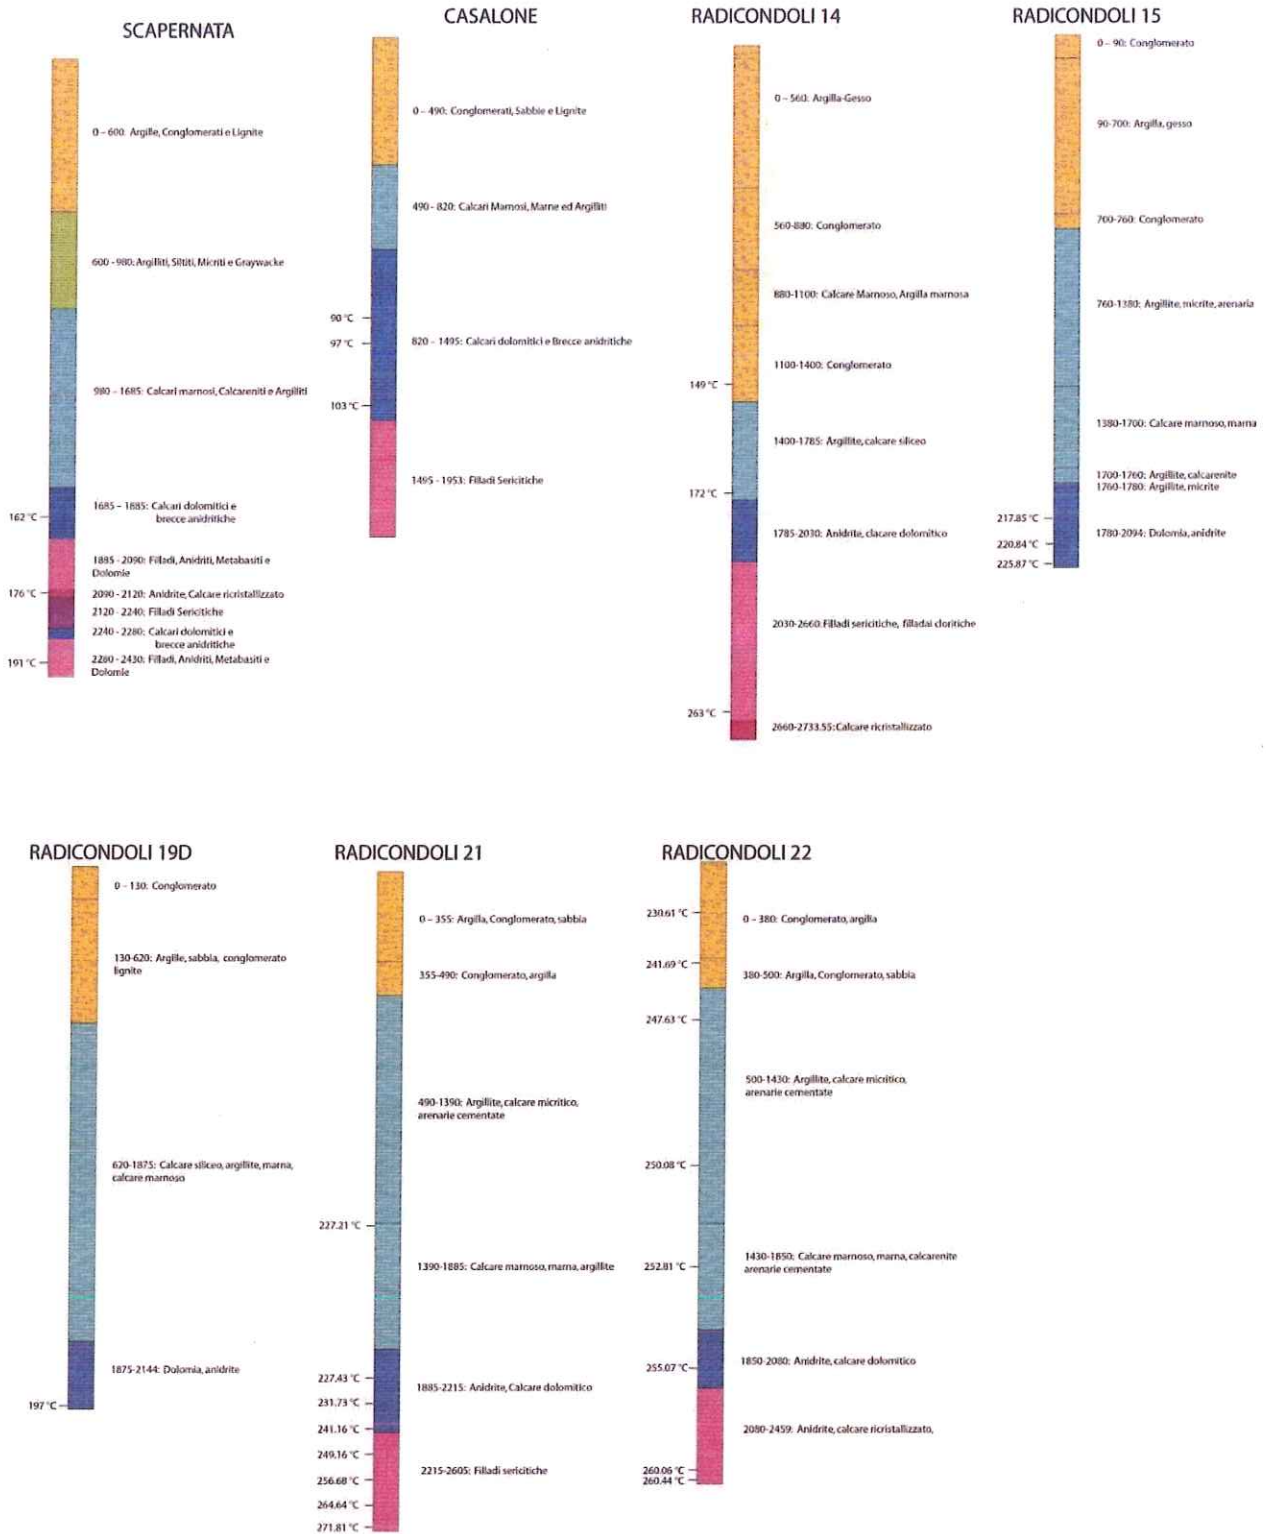 SCAPERNATA
0 – 600: Argille, Conglomerati e Lignite
600 - 980: Argilliti, Siltiti, Micriti e Graywacke
980 – 1685: Calcari marnosi, Calcareniti e Argilliti
1685 – 1885: Calcari dolomitici e
brecce anidritiche
162 °C
1885 - 2090: Filladi, Anidriti, Metabasiti e
Dolomie
176 °C
2090 - 2120: Anidrite, Calcare ricristallizzato
2120 - 2240: Filladi Sericitiche
2240 - 2280: Calcari dolomitici e
brecce anidritiche
191 °C
2280 - 2430: Filladi, Anidriti, Metabasiti e
Dolomie
CASALONE
0 – 490: Conglomerati, Sabbie e Lignite
490 - 820: Calcari Marnosi, Marne ed Argilliti
90 °C
97 °C
820 – 1495: Calcari dolomitici e Brecce anidritiche
103 °C
1495 - 1953: Filladi Sericitiche
RADICONDOLI 14
0 – 560: Argilla-Gesso
560-880: Conglomerato
880-1100: Calcare Marnoso, Argilla marnosa
1100-1400: Conglomerato
149 °C
1400-1785: Argillite, calcare siliceo
172 °C
1785-2030: Anidrite, clacare dolomitico
2030-2660: Filladi sericitiche, filladai cloritiche
263 °C
2660-2733.55: Calcare ricristallizzato
RADICONDOLI 15
0 – 90: Conglomerato
90-700: Argilla, gesso
700-760: Conglomerato
760-1380: Argillite, micrite, arenaria
1380-1700: Calcare marnoso, marna
1700-1760: Argillite, calcarenite
1760-1780: Argillite, micrite
217.85 °C
1780-2094: Dolomia, anidrite
220.84 °C
225.87 °C
RADICONDOLI 19D
0 – 130: Conglomerato
130-620: Argille, sabbia, conglomerato
lignite
620-1875: Calcare siliceo, argillite, marna,
calcare marnoso
1875-2144: Dolomia, anidrite
197 °C
RADICONDOLI 21
0 – 355: Argilla, Conglomerato, sabbia
355-490: Conglomerato, argilla
490-1390: Argillite, calcare micritico,
arenarie cementate
227.21 °C
1390-1885: Calcare marnoso, marna, argillite
227.43 °C
1885-2215: Anidrite, Calcare dolomitico
231.73 °C
241.16 °C
249.16 °C
2215-2605: Filladi sericitiche
256.68 °C
264.64 °C
271.81 °C
RADICONDOLI 22
230.61 °C
0 – 380: Conglomerato, argilla
241.69 °C
380-500: Argilla, Conglomerato, sabbia
247.63 °C
500-1430: Argillite, calcare micritico,
arenarie cementate
250.08 °C
1430-1850: Calcare marnoso, marna, calcarenite
arenarie cementate
252.81 °C
1850-2080: Anidrite, calcare dolomitico
255.07 °C
2080-2459: Anidrite, calcare ricristallizzato,
260.06 °C
260.44 °C